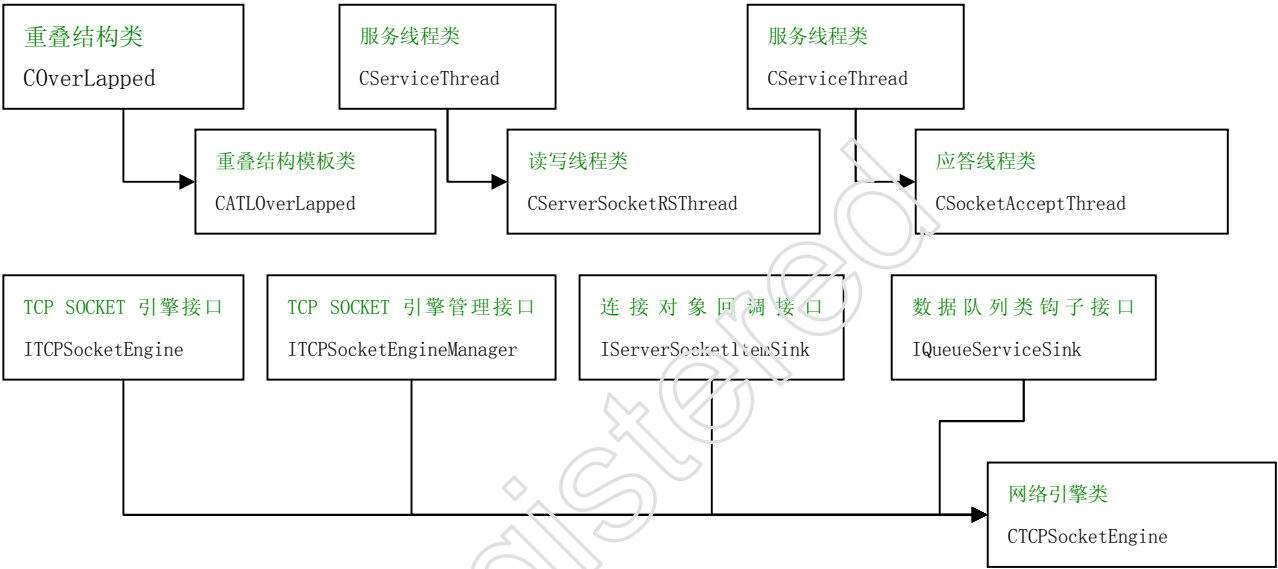 重叠结构类
COverLapped
服务线程类
CServiceThread
服务线程类
CServiceThread
重叠结构模板类
CATLOverLapped
读写线程类
CServerSocketRSThread
应答线程类
CSocketAcceptThread
TCP SOCKET 引擎接口
ITCPSocketEngine
TCP SOCKET 引擎管理接口
ITCPSocketEngineManager
连接对象回调接口
IServerSocketItemSink
数据队列类钩子接口
IQueueServiceSink
网络引擎类
CTCPSocketEngine
gistered